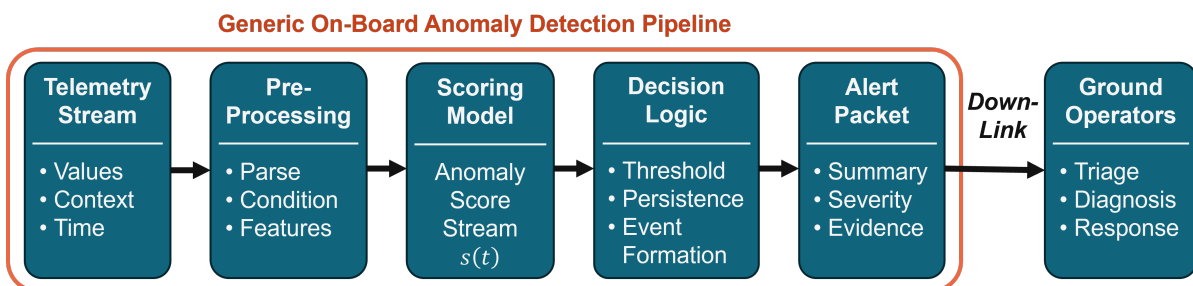 Generic On-Board Anomaly Detection Pipeline
Telemetry
Stream
• Values
• Context
• Time
Pre-
Processing
• Parse
• Condition
• Features
Scoring
Model
Anomaly
Score
Stream
s(t)
Decision
Logic
• Threshold
• Persistence
• Event
Formation
Alert
Packet
• Summary
• Severity
• Evidence
Down-
Link
Ground
Operators
• Triage
• Diagnosis
• Response